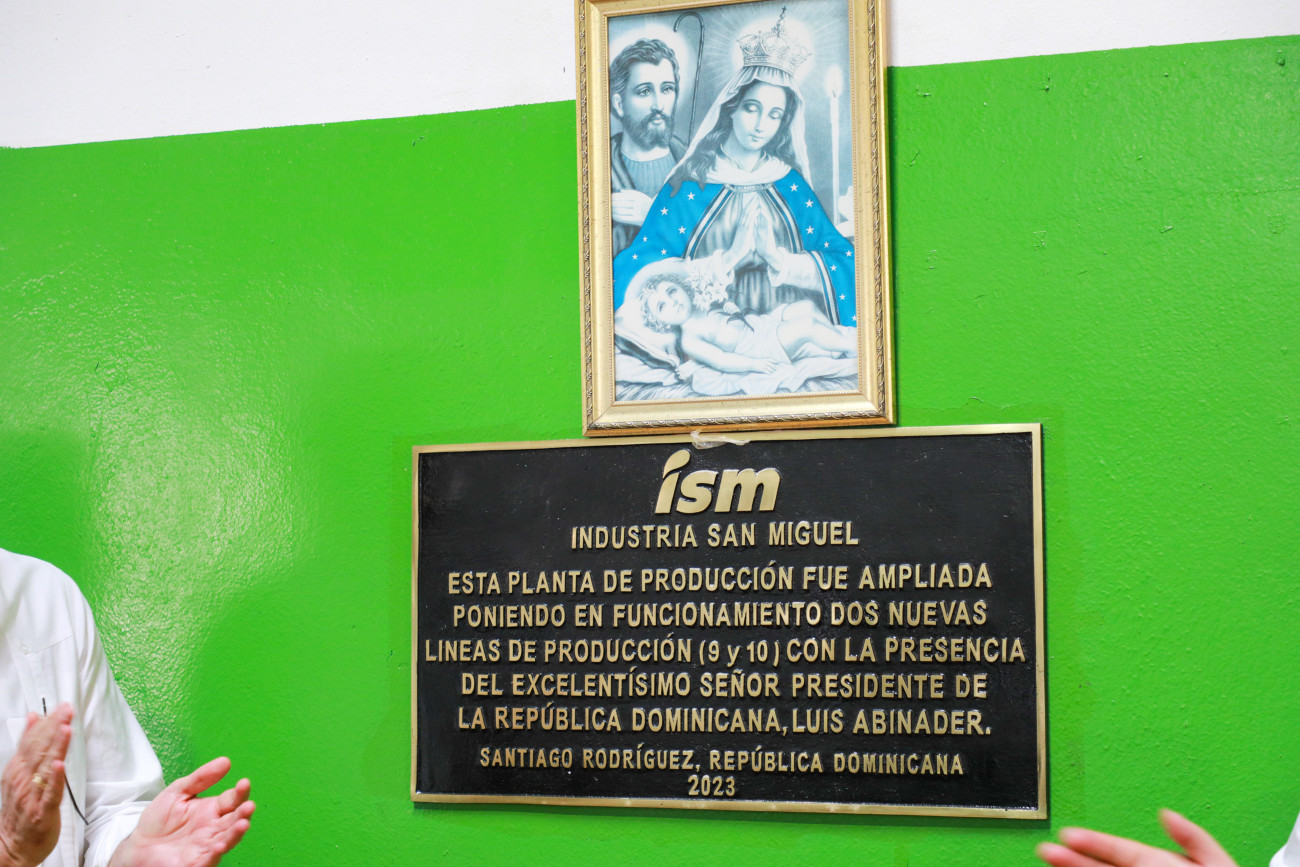 ism
INDUSTRIA SAN MIGUEL
ESTA PLANTA DE PRODUCCIÓN FUE AMPLIADA
PONIENDO EN FUNCIONAMIENTO DOS NUEVAS
LINEAS DE PRODUCCIÓN (9 y 10) CON LA PRESENCIA
DEL EXCELENTÍSIMO SEÑOR PRESIDENTE DE
LA REPÚBLICA DOMINICANA, LUIS ABINADER.
SANTIAGO RODRÍGUEZ, REPÚBLICA DOMINICANA
2023